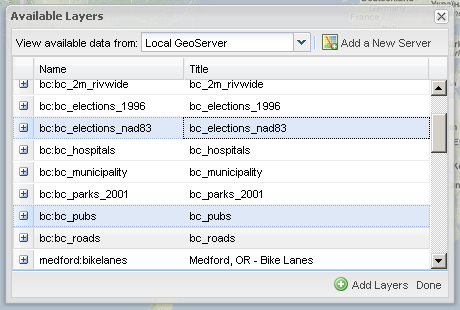 Available Layers
France
View available data from: Local GeoServer Add a New Server
Name Title
bc:bc_2m_rivwide bc_2m_rivwide
bc:bc_elections_1996 bc_elections_1996
bc:bc_elections_nad83 bc_elections_nad83
bc:bc_hospitals bc_hospitals
bc:bc_municipality bc_municipality
bc:bc_parks_2001 bc_parks_2001
bc:bc_pubs bc_pubs
bc:bc_roads bc_roads
medford:bikelanes Medford, OR - Bike Lanes
Add Layers Done